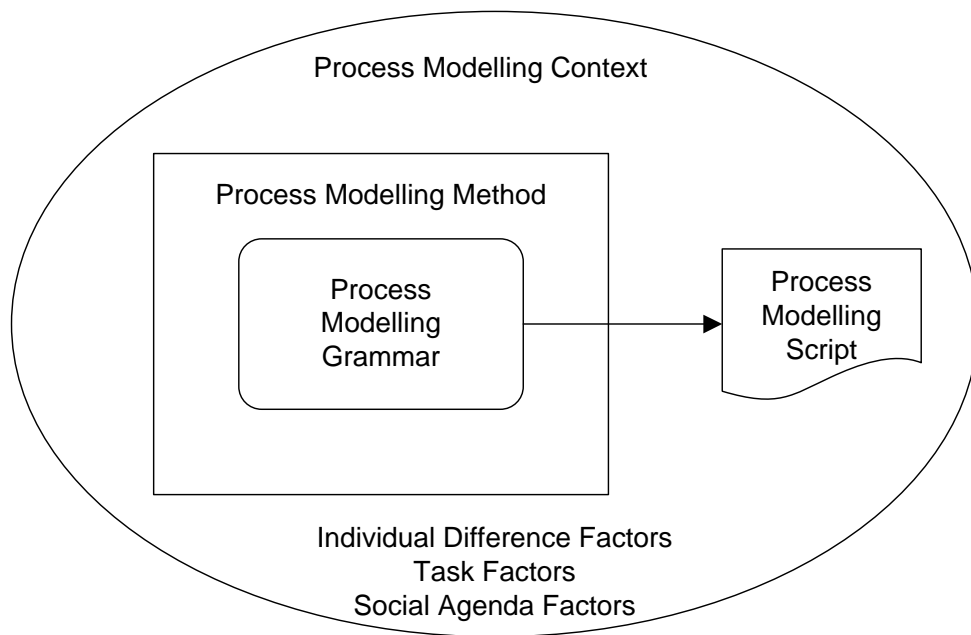 Process Modelling Context
Process Modelling Method
Process
Modelling
Grammar
Process
Modelling
Script
Individual Difference Factors
Task Factors
Social Agenda Factors